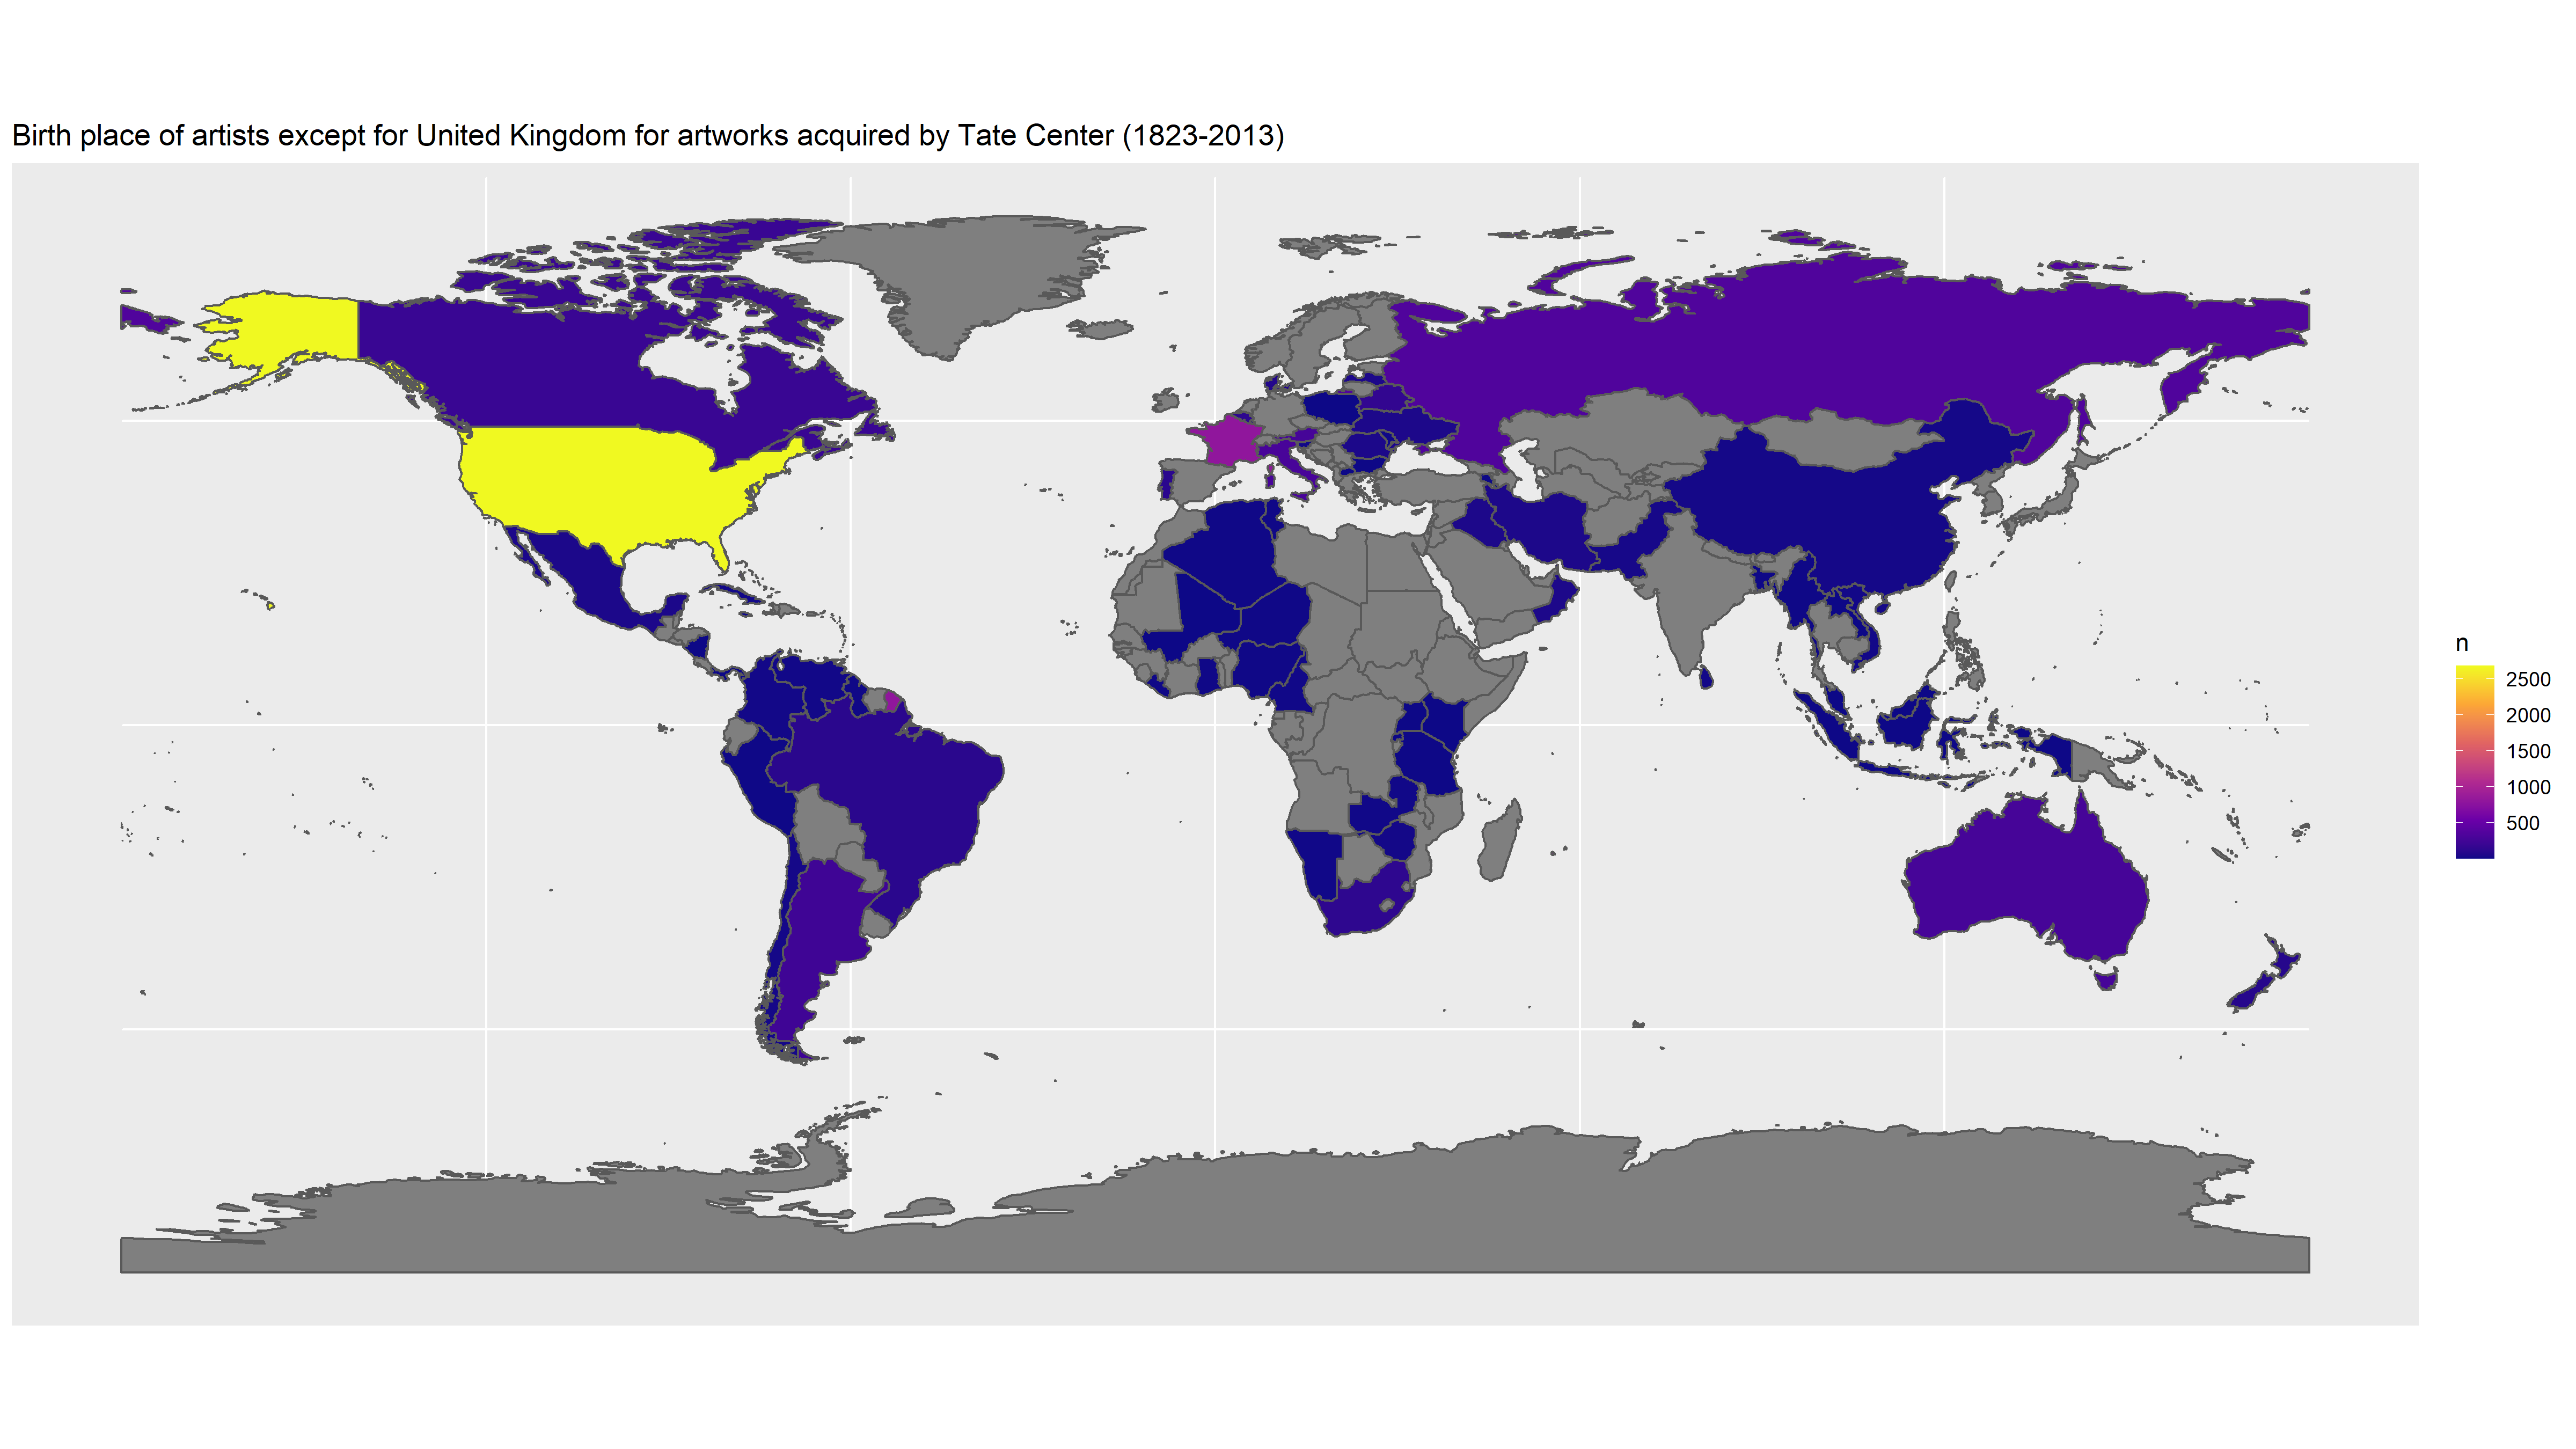 Birth place of artists except for United Kingdom for artworks acquired by Tate Center (1823-2013)
n
2500
2000
1500
1000
500